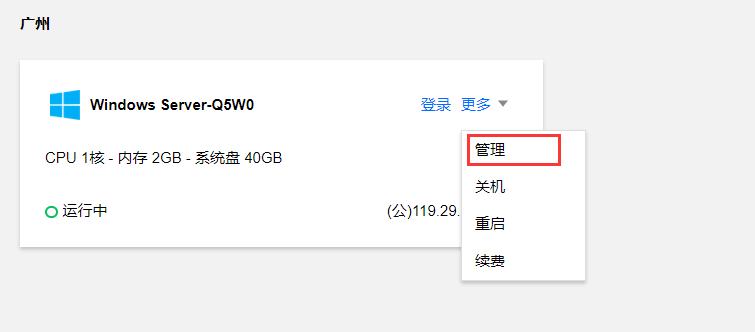 广州
Windows Server-Q5W0 登录 更多
管理
CPU 1核 - 内存 2GB - 系统盘 40GB
关机
运行中 (公)119.29.
重启
续费